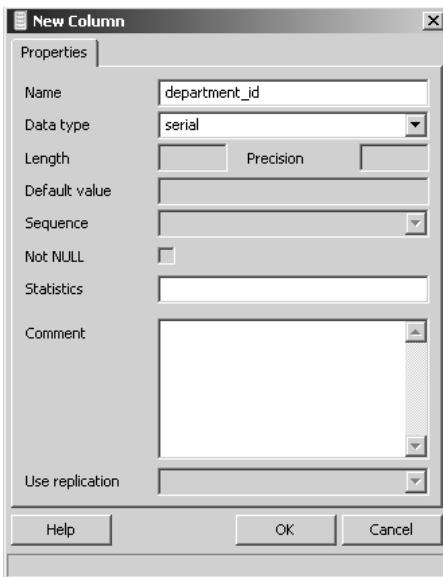 New Column
Properties
Name department_id
Data type serial
Length Precision
Default value
Sequence
Not NULL
Statistics
Comment
Use replication
Help OK Cancel